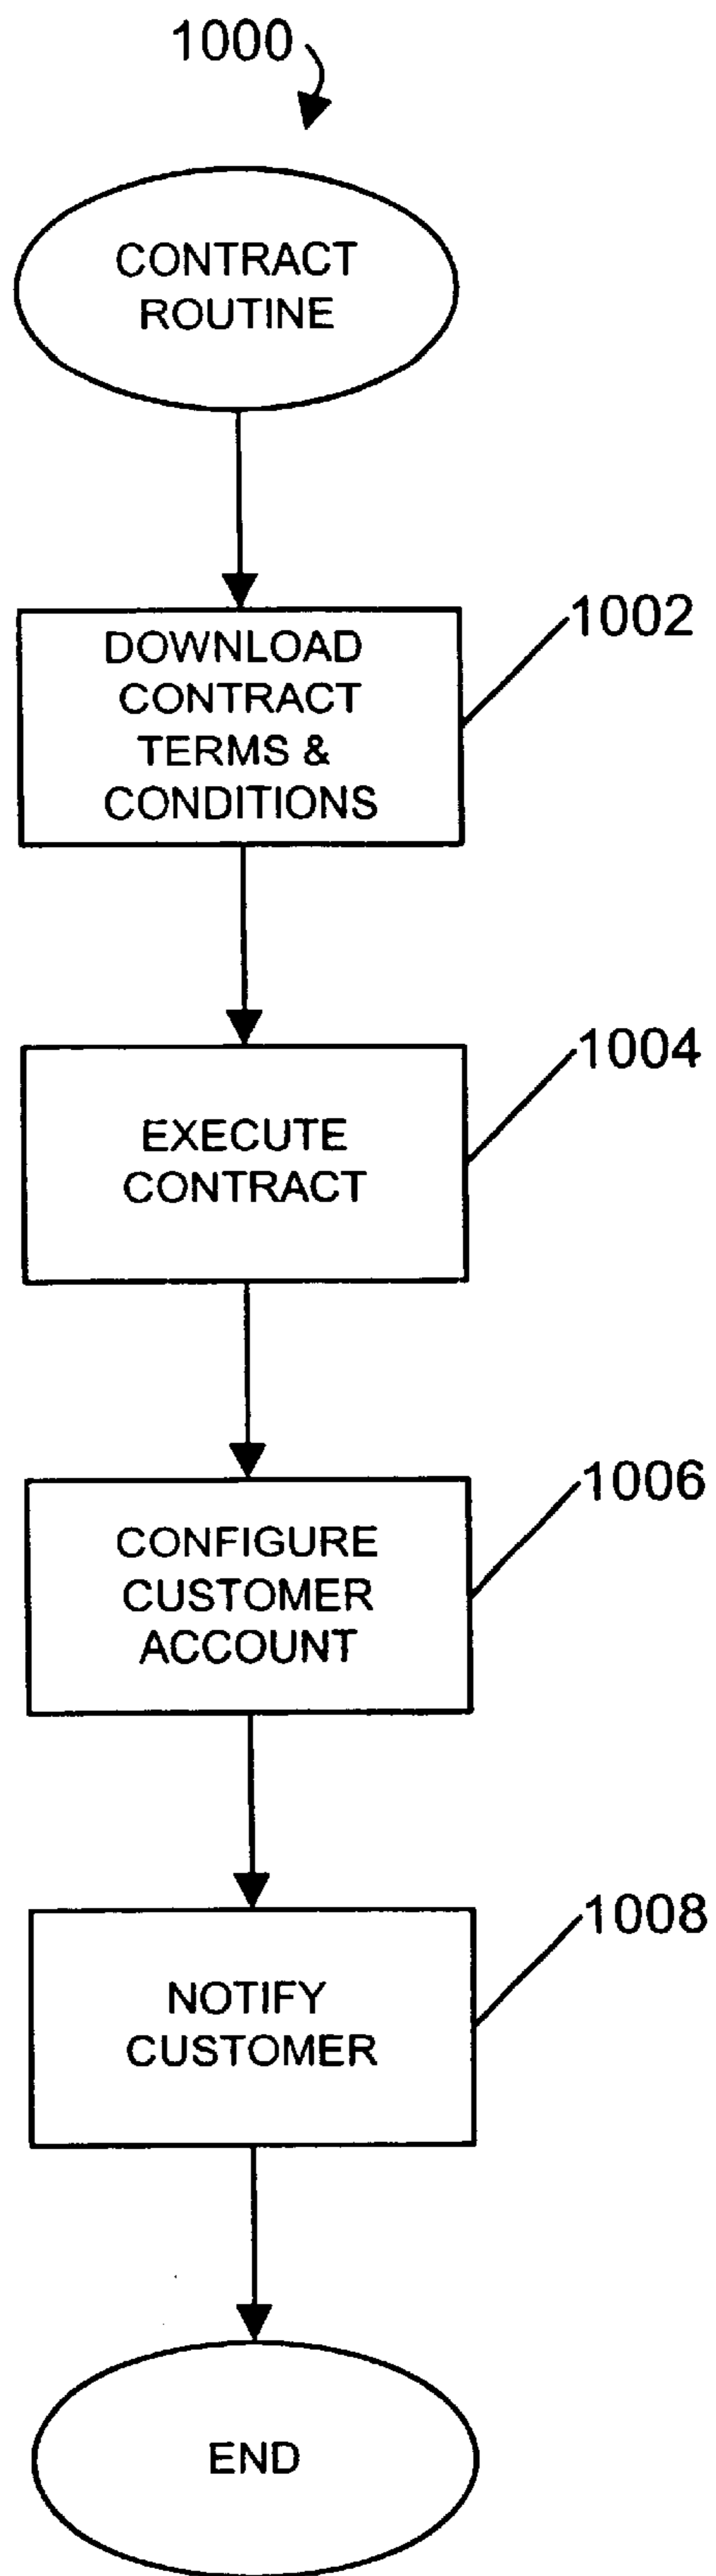 1000
CONTRACT
ROUTINE
DOWNLOAD
CONTRACT
TERMS &
CONDITIONS
1002
EXECUTE
CONTRACT
1004
CONFIGURE
CUSTOMER
ACCOUNT
1006
NOTIFY
CUSTOMER
1008
END